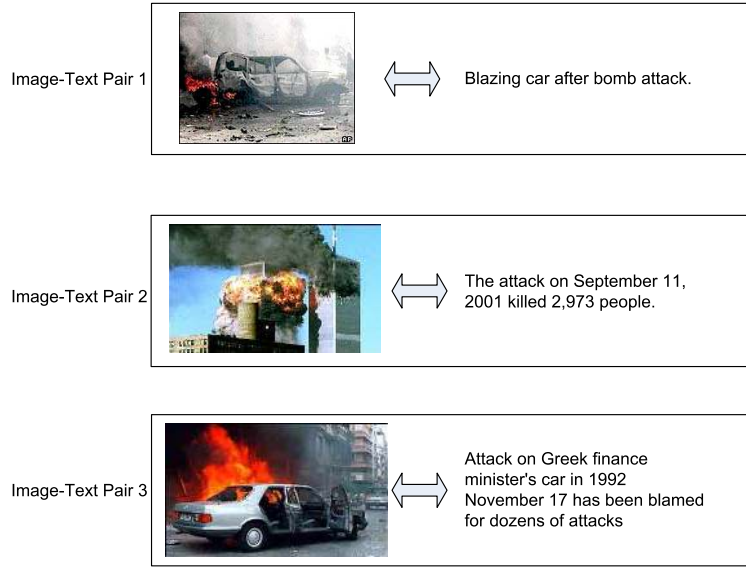 Image-Text Pair 1
Blazing car after bomb attack.
Image-Text Pair 2
The attack on September 11,
2001 killed 2,973 people.
Image-Text Pair 3
Attack on Greek finance
minister's car in 1992
November 17 has been blamed
for dozens of attacks